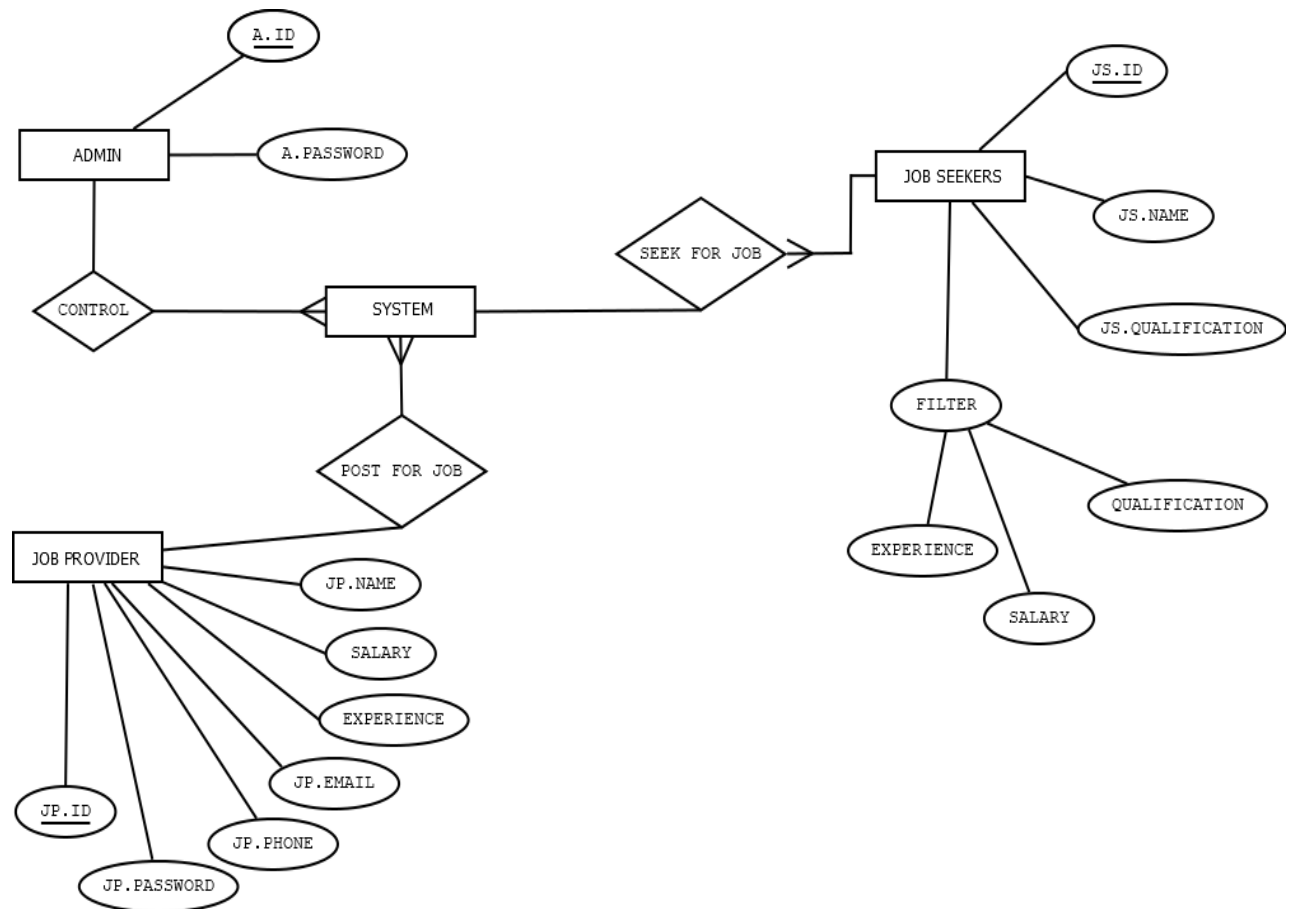 A.ID
JS.ID
ADMIN
A.PASSWORD
JOB SEEKERS
JS.NAME
SEEK FOR JOB
CONTROL
SYSTEM
JS.QUALIFICATION
FILTER
POST FOR JOB
QUALIFICATION
EXPERIENCE
JOB PROVIDER
JP.NAME
SALARY
SALARY
EXPERIENCE
JP.EMAIL
JP.ID
JP.PHONE
JP.PASSWORD